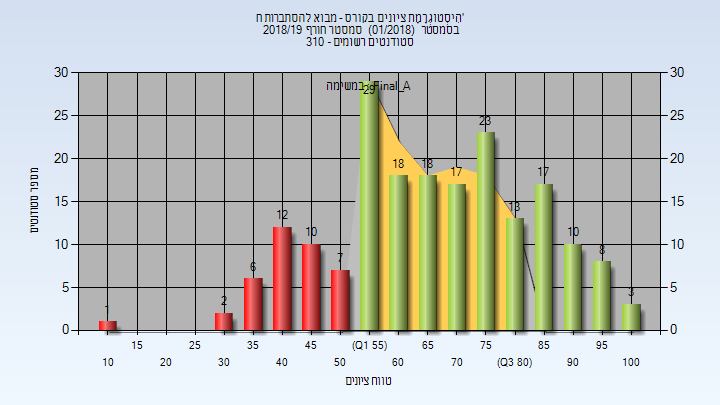 היסטוגרמת ציונים בקורס - מבוא להסתברות ח'
בסמסטר (01/2018) סמסטר חורף 2018/19
סטודנטים רשומים - 310
במשימה - Final_A
מספר סטודנטים
30 25 20 15 10 5 0
30 25 20 15 10 5 0
1 2 6 12 10 7 29 18 18 17 23 13 17 10 8 3
15 25 35 45 (Q1 55) 65 75 85 95
10 20 30 40 50 60 70 (Q3 80) 90 100
טווח ציונים